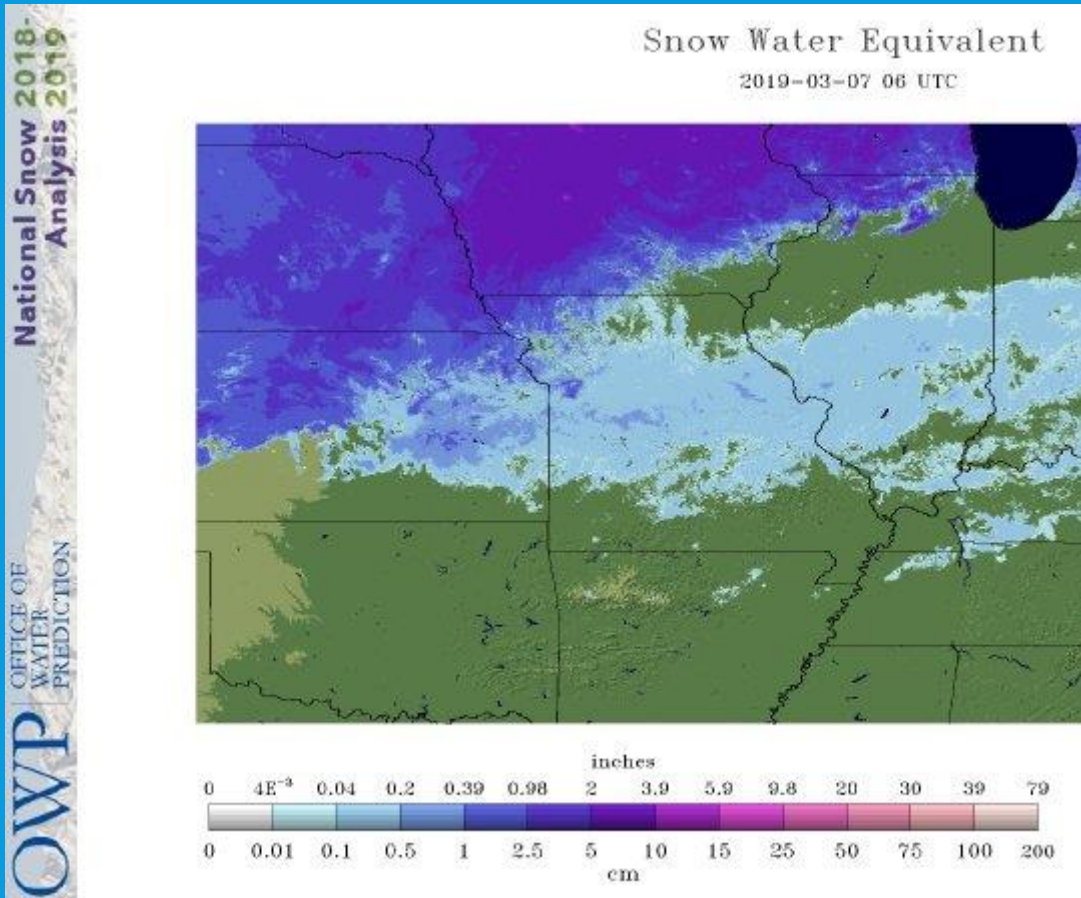 National Snow 2018-
Analysis 2019
OFFICE OF
WATER
PREDICTION
OWP
Snow Water Equivalent
2019-03-07 06 UTC
inches
0 4E⁻³ 0.04 0.2 0.39 0.98 2 3.9 5.9 9.8 20 30 39 79
0 0.01 0.1 0.5 1 2.5 5 10 15 25 50 75 100 200
cm